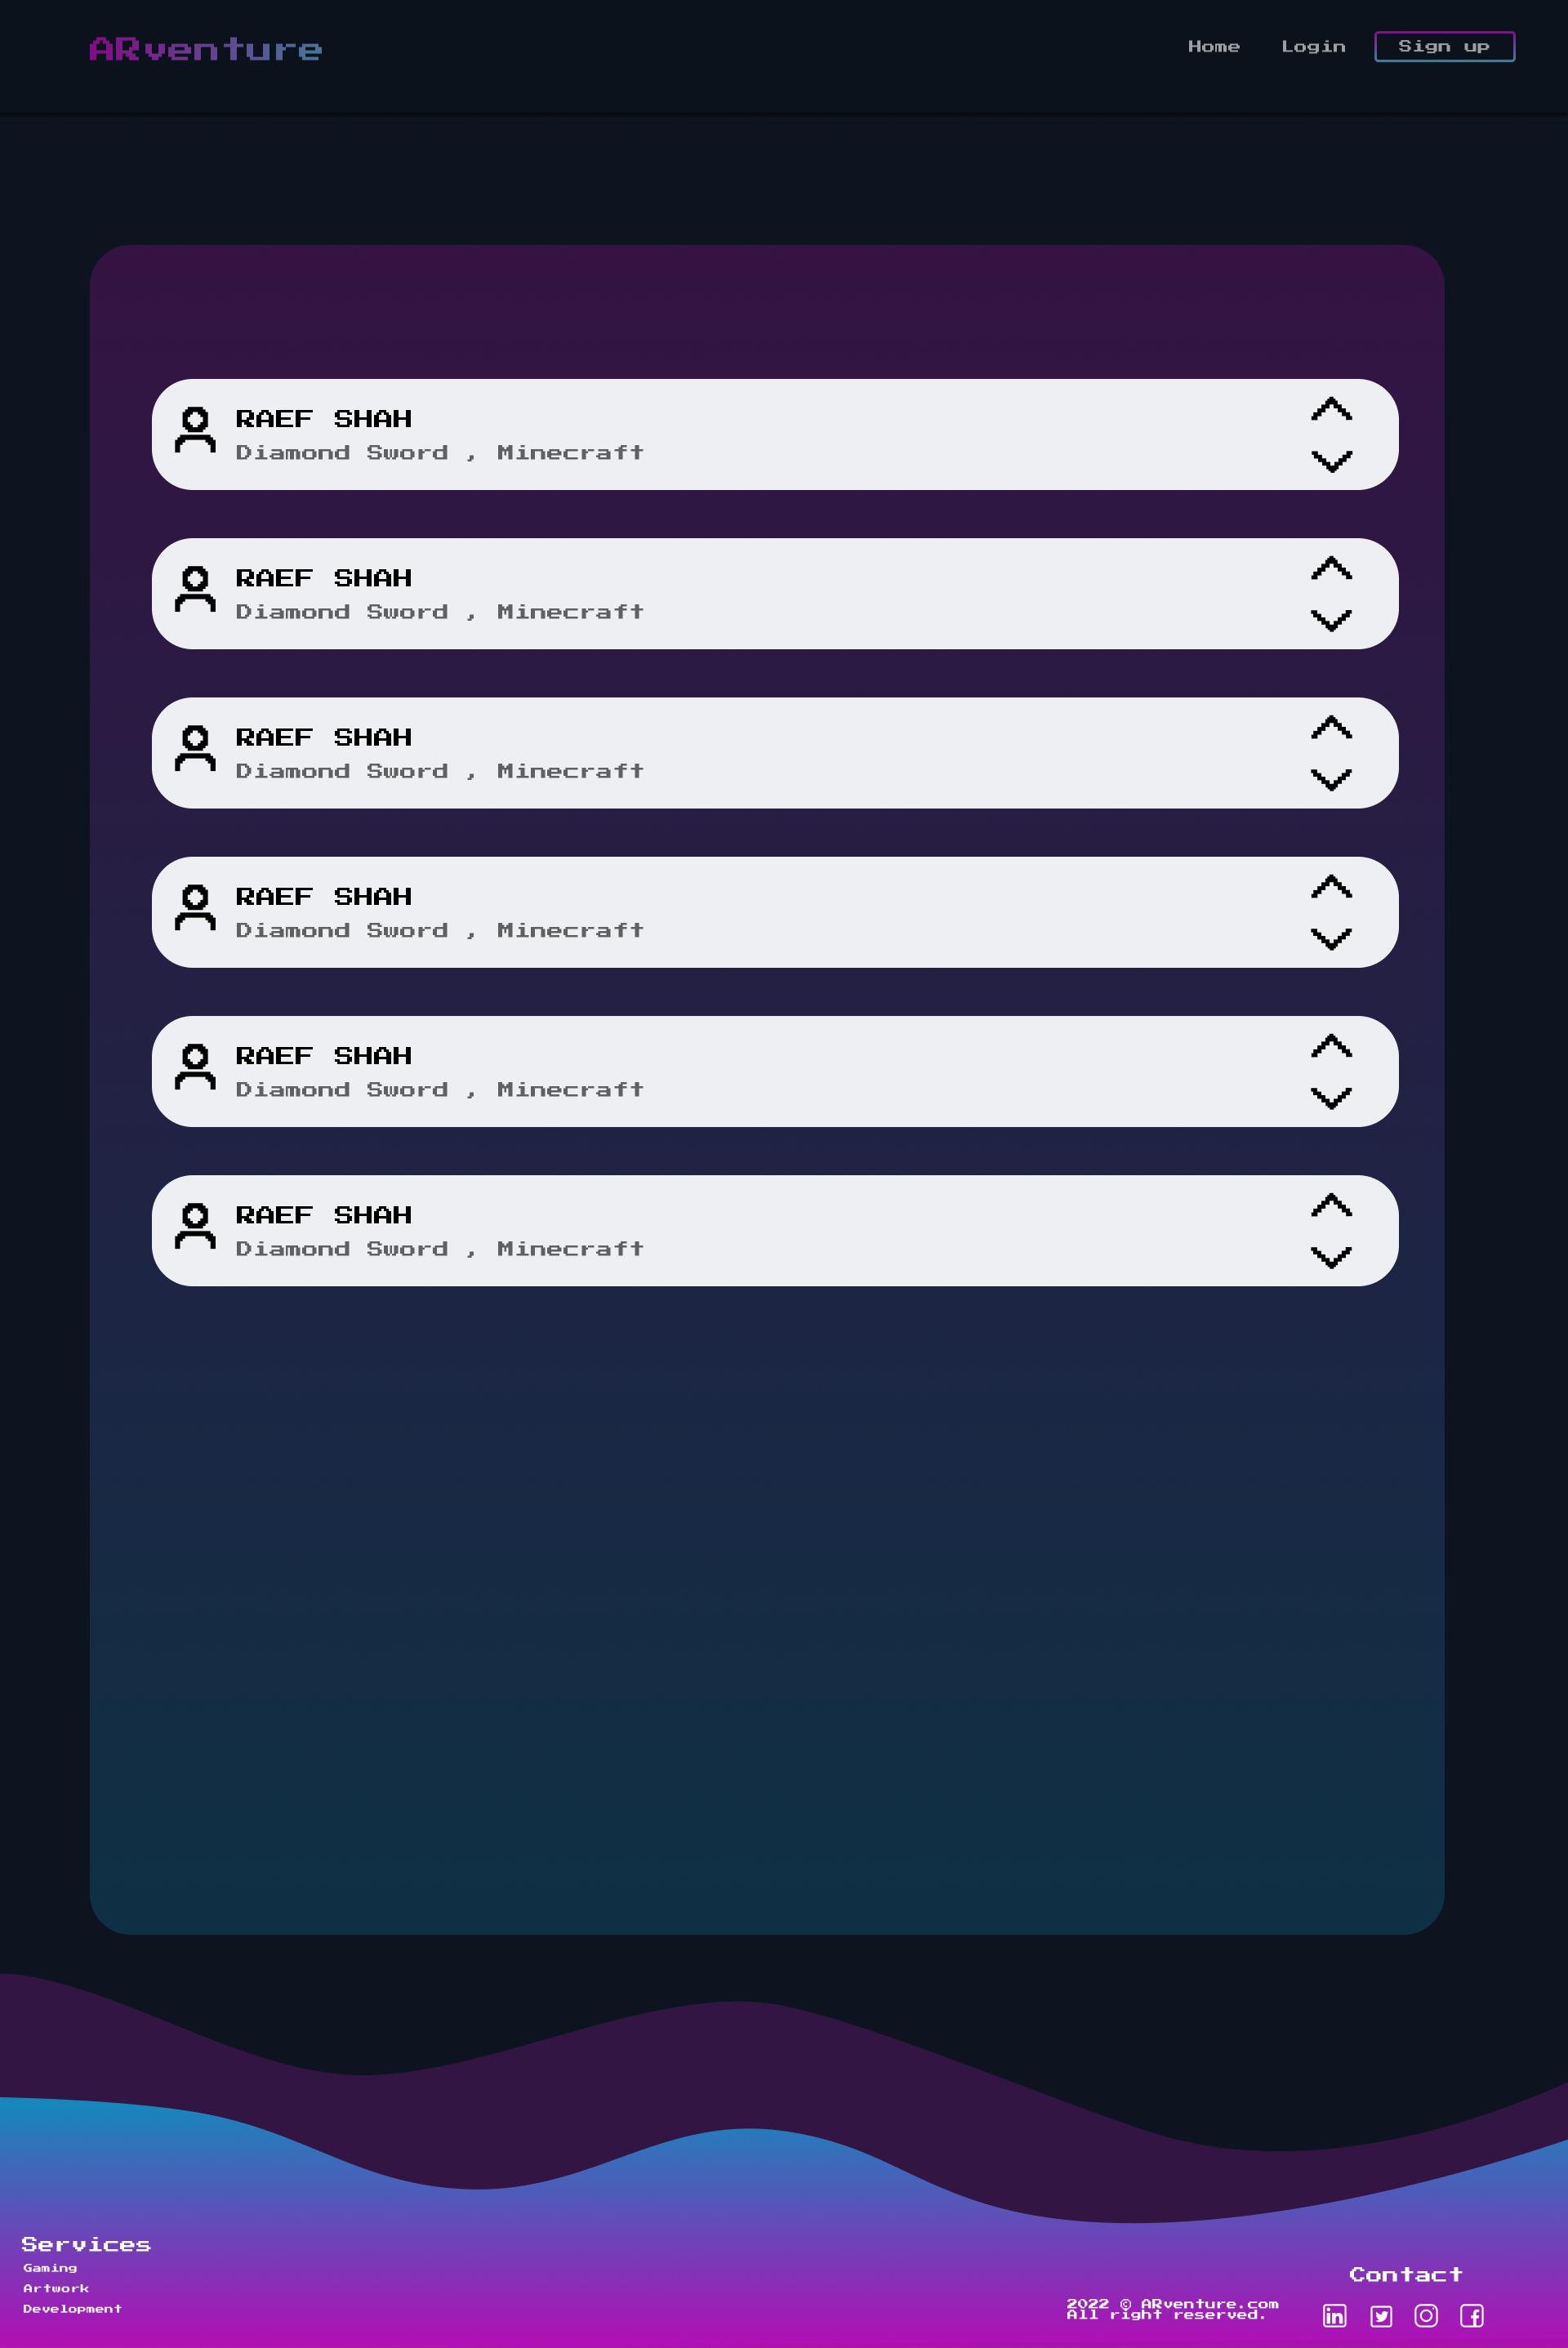 ARventure
Home Login Sign up
RAEF SHAH
Diamond Sword , Minecraft
RAEF SHAH
Diamond Sword , Minecraft
RAEF SHAH
Diamond Sword , Minecraft
RAEF SHAH
Diamond Sword , Minecraft
RAEF SHAH
Diamond Sword , Minecraft
RAEF SHAH
Diamond Sword , Minecraft
Services
Gaming
Artwork
Development
2022 © ARventure.com
All right reserved.
Contact